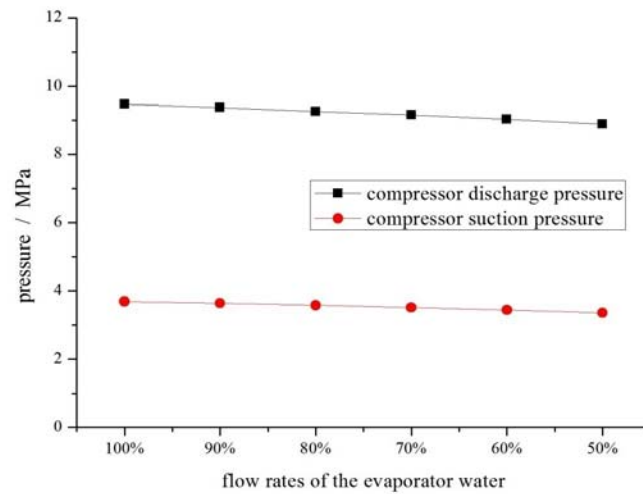 12
10
8
6
4
2
0
pressure / MPa
compressor discharge pressure
compressor suction pressure
100% 90% 80% 70% 60% 50%
flow rates of the evaporator water